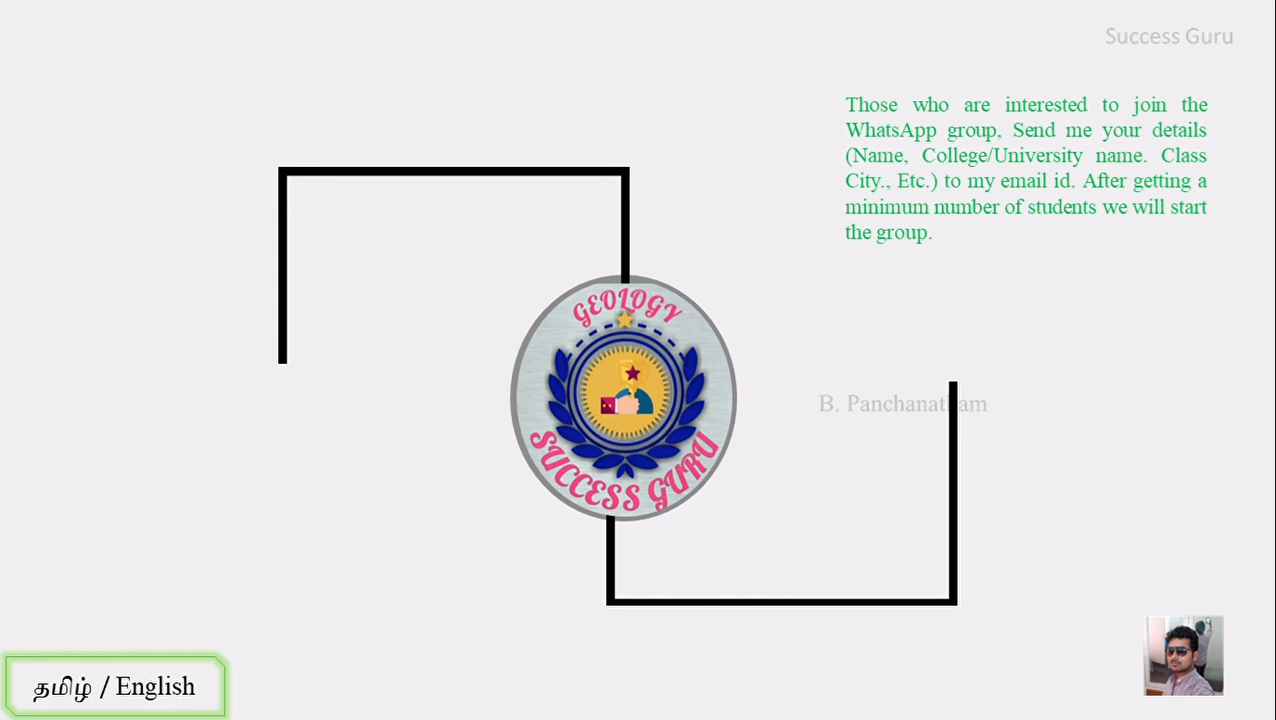 Success Guru
Those who are interested to join the
WhatsApp group, Send me your details
(Name, College/University name. Class
City., Etc.) to my email id. After getting a
minimum number of students we will start
the group.
GEOLOGY
SUCCESS GURU
B. Panchanatham
தமிழ் / English